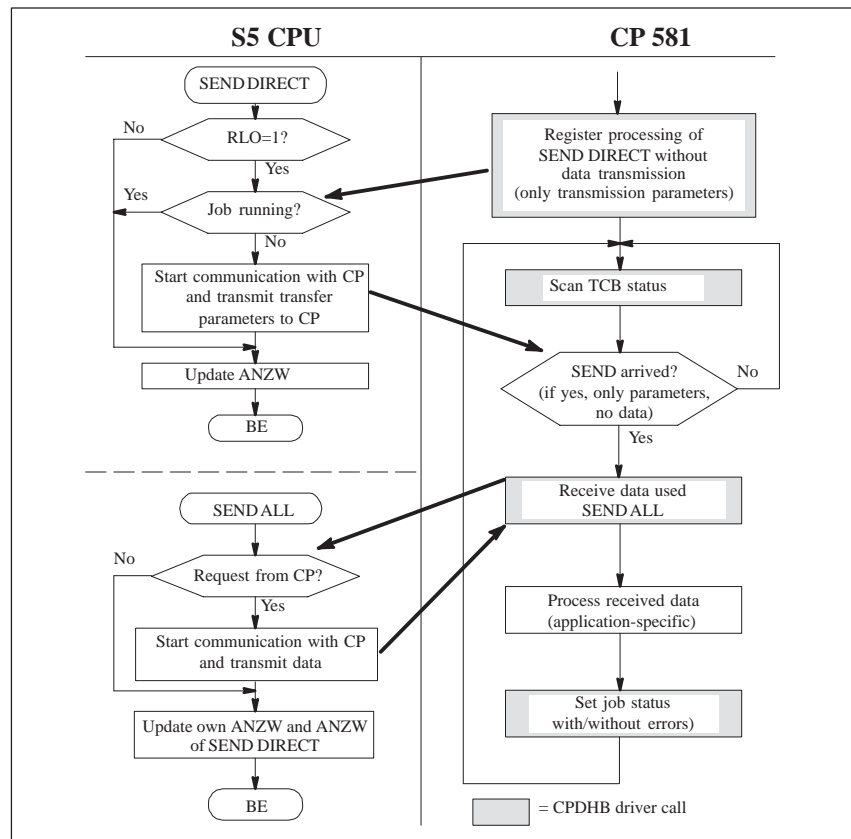 S5 CPU
SEND DIRECT
No
RLO=1?
Yes
Yes
Job running?
No
Start communication with CP
and transmit transfer
parameters to CP
Update ANZW
BE
SEND ALL
No
Request from CP?
Yes
Start communication with CP
and transmit data
Update own ANZW and ANZW
of SEND DIRECT
BE
CP 581
Register processing of
SEND DIRECT without
data transmission
(only transmission parameters)
Scan TCB status
SEND arrived?
(if yes, only parameters,
no data)
No
Yes
Receive data used
SEND ALL
Process received data
(application-specific)
Set job status
with/without errors)
= CPDHB driver call